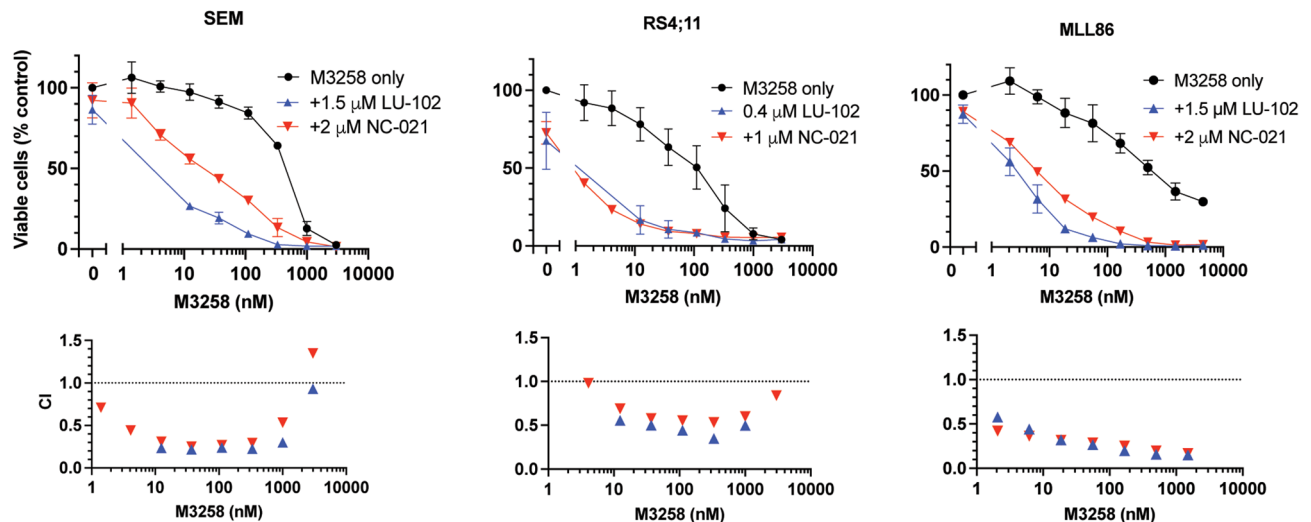 SEM
RS4;11
MLL86
Viable cells (% control)
100
50
0
M3258 only
+1.5 μM LU-102
+2 μM NC-021
0 1 10 100 1000 10000
M3258 (nM)
100
50
0
M3258 only
0.4 μM LU-102
+1 μM NC-021
0 1 10 100 1000 10000
M3258 (nM)
100
50
0
M3258 only
+1.5 μM LU-102
+2 μM NC-021
0 1 10 100 1000 10000
M3258 (nM)
CI
1.5
1.0
0.5
0.0
1 10 100 1000 10000
M3258 (nM)
1.5
1.0
0.5
0.0
1 10 100 1000 10000
M3258 (nM)
1.5
1.0
0.5
0.0
1 10 100 1000 10000
M3258 (nM)